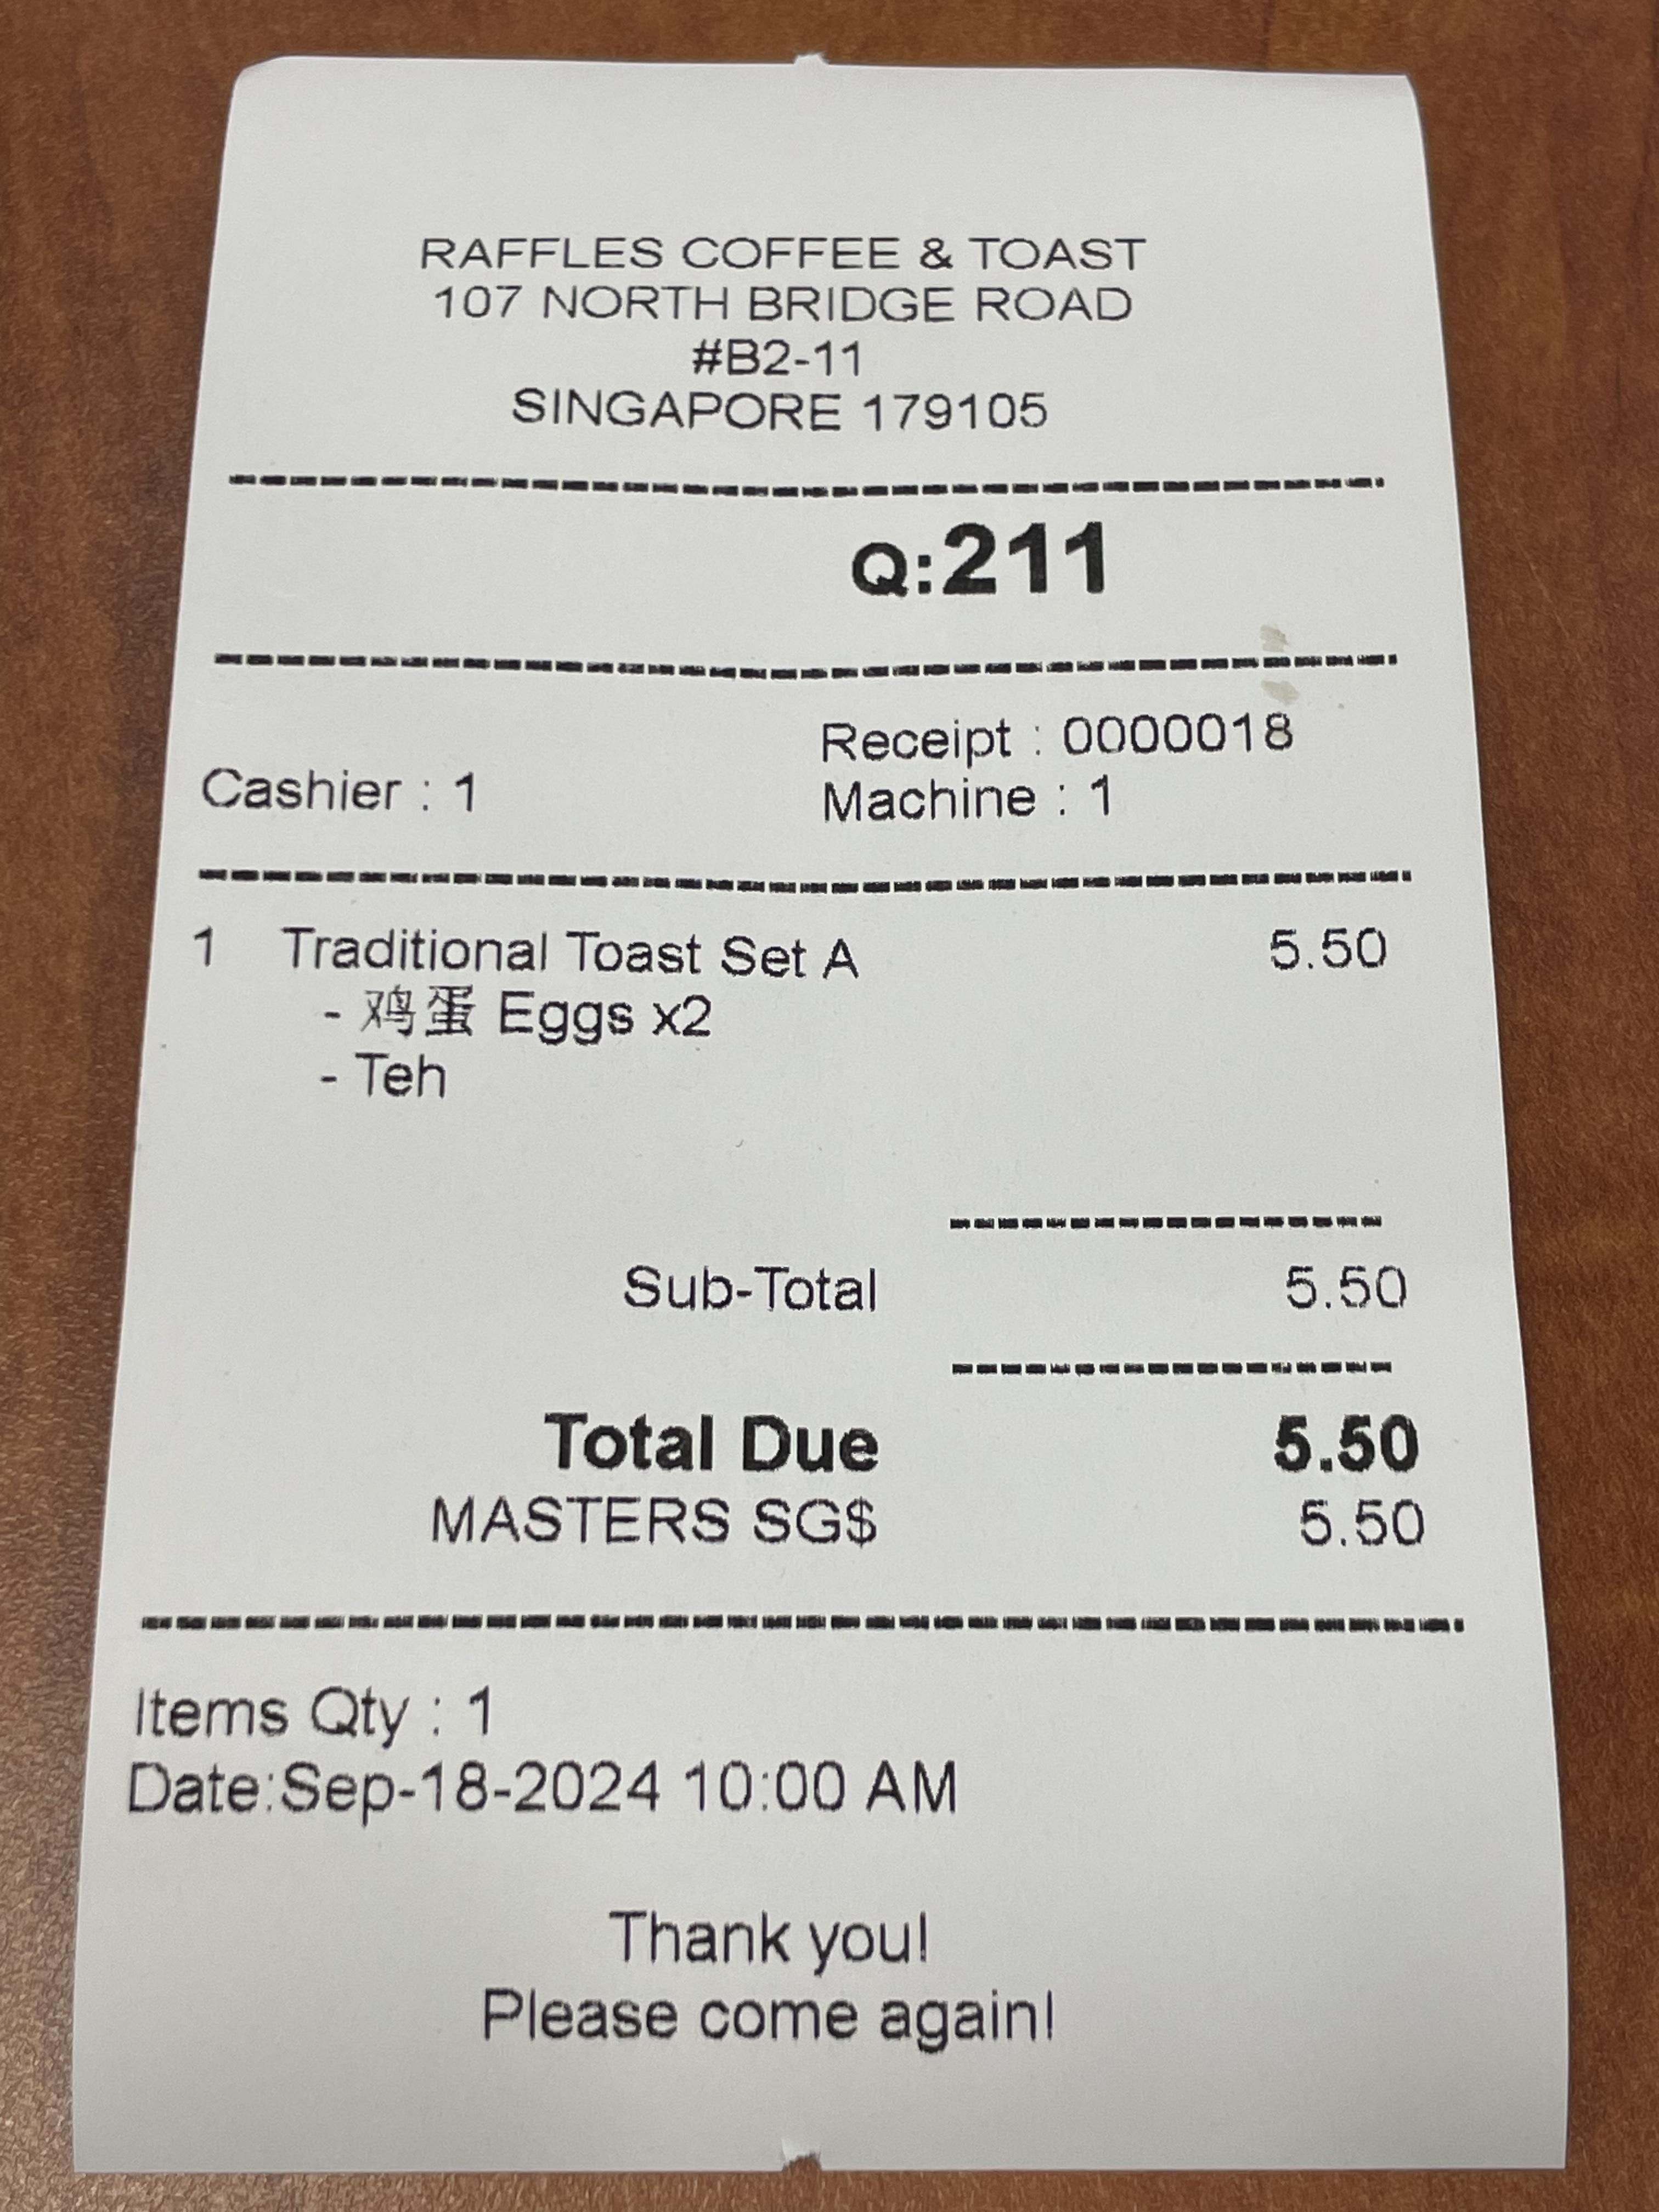 RAFFLES COFFEE & TOAST
107 NORTH BRIDGE ROAD
#B2-11
SINGAPORE 179105
Q:211
Receipt : 0000018
Cashier : 1 Machine : 1
1 Traditional Toast Set A 5.50
- 鸡蛋 Eggs x2
- Teh
Sub-Total 5.50
Total Due 5.50
MASTERS SG$ 5.50
Items Qty : 1
Date:Sep-18-2024 10:00 AM
Thank you!
Please come again!